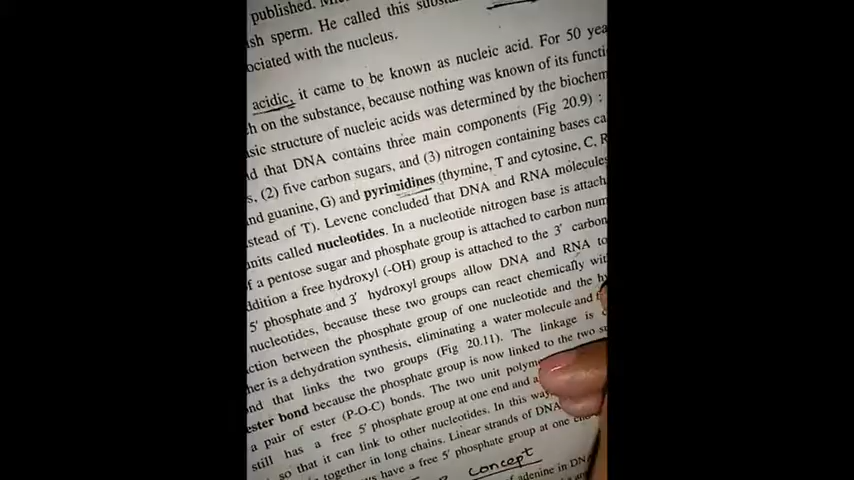 published.
sh sperm. He called this
ociated with the nucleus.
acidic, it came to be known as nucleic acid. For 50 yea
h on the substance, because nothing was known of its functi
sic structure of nucleic acids was determined by the biochem
d that DNA contains three main components (Fig 20.9) :
s, (2) five carbon sugars, and (3) nitrogen containing bases ca
nd guanine, G) and pyrimidines (thymine, T and cytosine, C, R
stead of T). Levene concluded that DNA and RNA molecules
nits called nucleotides. In a nucleotide nitrogen base is attach
f a pentose sugar and phosphate group is attached to carbon num
ddition a free hydroxyl (-OH) group is attached to the 3' carbon
5' phosphate and 3' hydroxyl groups allow DNA and RNA to
nucleotides, because these two groups can react chemically wit
ction between the phosphate group of one nucleotide and the hy
her is a dehydration synthesis, eliminating a water molecule and
nd that links the two groups (Fig 20.11). The linkage is
ester bond because the phosphate group is now linked to the two s
a pair of ester (P-O-C) bonds. The two unit polym
still has a free 5' phosphate group at one end and a
so that it can link to other nucleotides. In this way
together in long chains. Linear strands of DNA
have a free 5' phosphate group at one
concept
of adenine in DNA